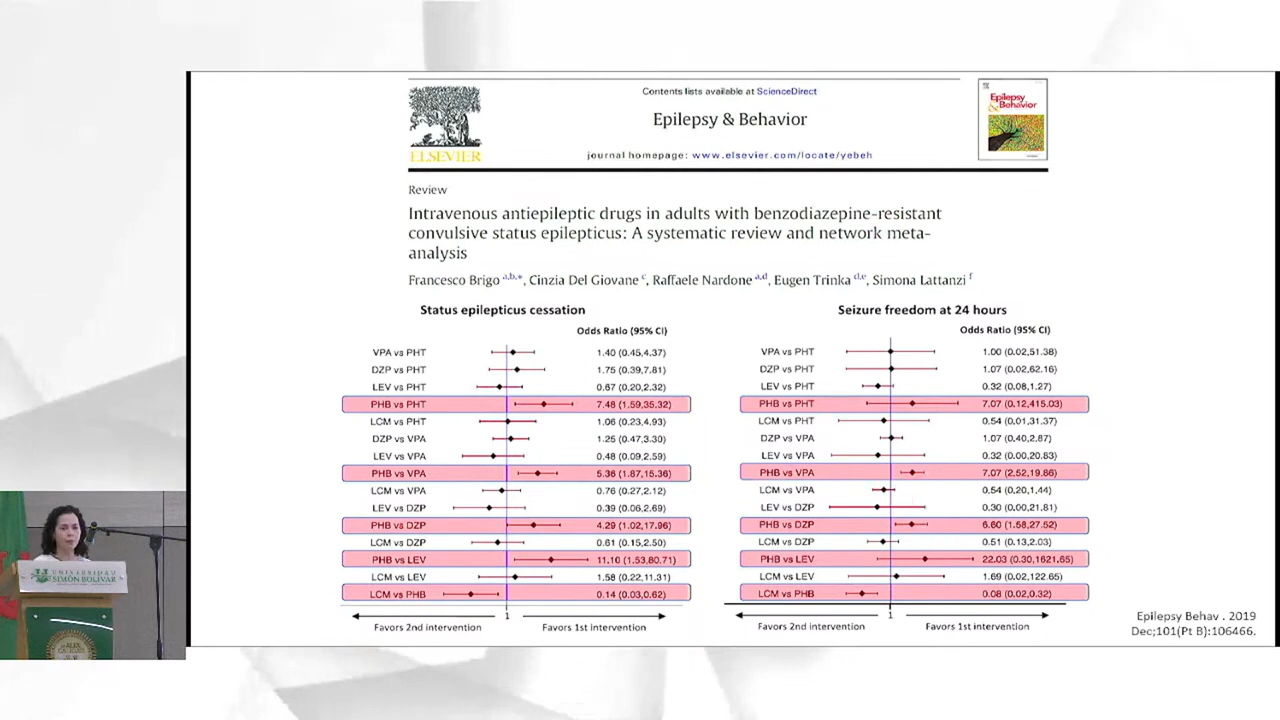 Contents lists available at ScienceDirect
Epilepsy & Behavior
journal homepage: www.elsevier.com/locate/yebeh
ELSEVIER
Epilepsy
& Behavior
Review
Intravenous antiepileptic drugs in adults with benzodiazepine-resistant
convulsive status epilepticus: A systematic review and network meta-
analysis
Francesco Brigo a,b,*, Cinzia Del Giovane c, Raffaele Nardone a,d, Eugen Trinka d,e, Simona Lattanzi f
Status epilepticus cessation
Odds Ratio (95% CI)
VPA vs PHT 1.40 (0.45,4.37)
DZP vs PHT 1.75 (0.39,7.81)
LEV vs PHT 0.67 (0.20,2.32)
PHB vs PHT 7.48 (1.59,35.32)
LCM vs PHT 1.06 (0.23,4.93)
DZP vs VPA 1.25 (0.47,3.30)
LEV vs VPA 0.48 (0.09,2.59)
PHB vs VPA 5.36 (1.87,15.36)
LCM vs VPA 0.76 (0.27,2.12)
LEV vs DZP 0.39 (0.06,2.69)
PHB vs DZP 4.29 (1.02,17.96)
LCM vs DZP 0.61 (0.15,2.50)
PHB vs LEV 11.10 (1.53,80.71)
LCM vs LEV 1.58 (0.22,11.31)
LCM vs PHB 0.14 (0.03,0.62)
1
Favors 2nd intervention Favors 1st intervention
Seizure freedom at 24 hours
Odds Ratio (95% CI)
VPA vs PHT 1.00 (0.02,51.38)
DZP vs PHT 1.07 (0.02,62.16)
LEV vs PHT 0.32 (0.08,1.27)
PHB vs PHT 7.07 (0.12,415.03)
LCM vs PHT 0.54 (0.01,31.37)
DZP vs VPA 1.07 (0.40,2.87)
LEV vs VPA 0.32 (0.00,20.83)
PHB vs VPA 7.07 (2.52,19.86)
LCM vs VPA 0.54 (0.20,1.44)
LEV vs DZP 0.30 (0.00,21.81)
PHB vs DZP 6.60 (1.58,27.52)
LCM vs DZP 0.51 (0.13,2.03)
PHB vs LEV 22.03 (0.30,1621.65)
LCM vs LEV 1.69 (0.02,122.65)
LCM vs PHB 0.08 (0.02,0.32)
1
Favors 2nd intervention Favors 1st intervention
Epilepsy Behav . 2019
Dec;101(Pt B):106466.
UNIVERSIDAD
SIMÓN BOLÍVAR